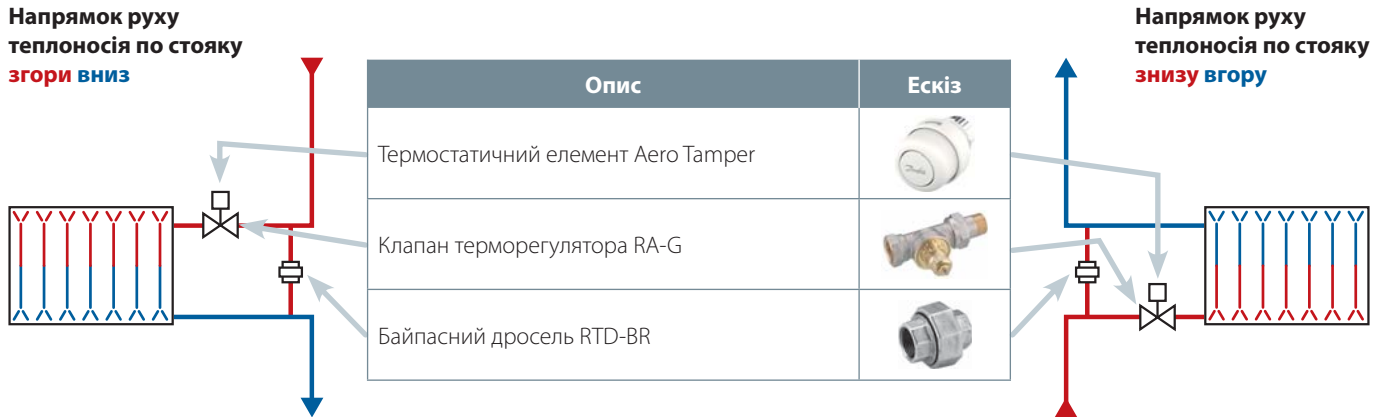 Напрямок руху
теплоносія по стояку
згори вниз
Опис
Ескіз
Термостатичний елемент Aero Tamper
Danfoss
Клапан терморегулятора RA-G
Байпасний дросель RTD-BR
Напрямок руху
теплоносія по стояку
знизу вгору